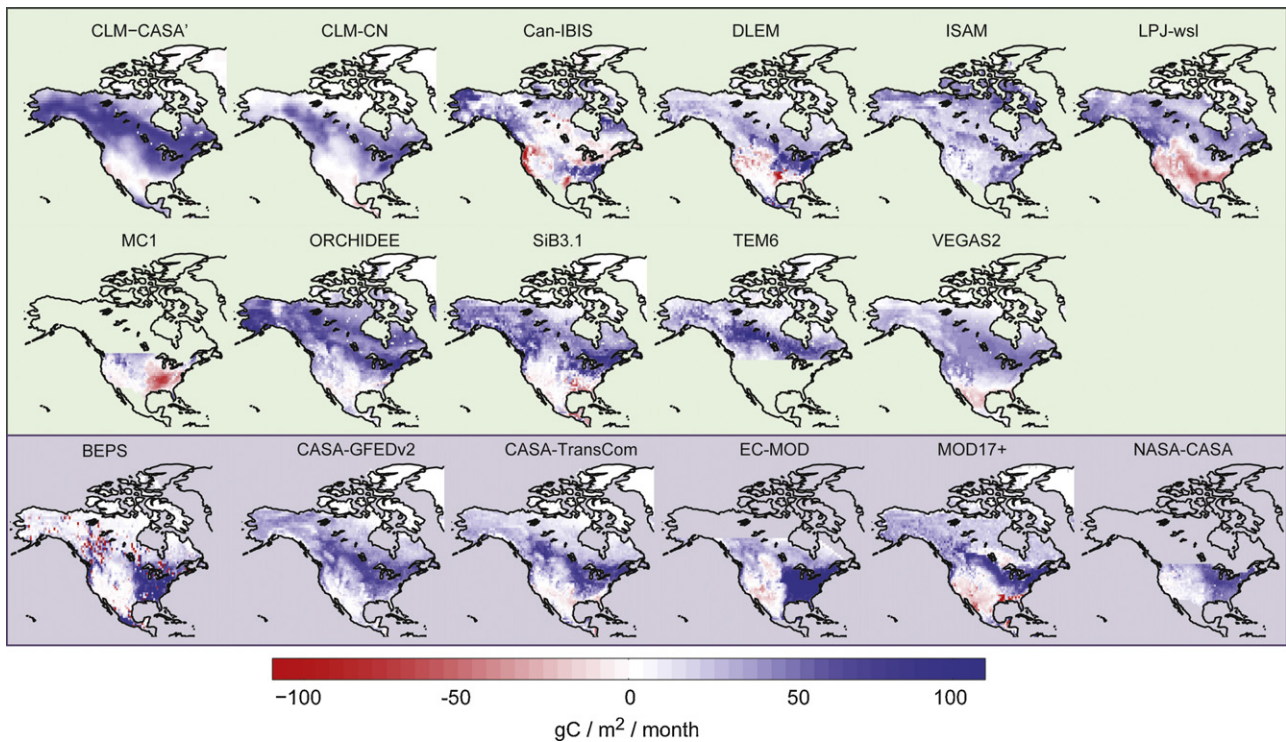 CLM−CASA' CLM-CN Can-IBIS DLEM ISAM LPJ-wsl
MC1 ORCHIDEE SiB3.1 TEM6 VEGAS2
BEPS CASA-GFEDv2 CASA-TransCom EC-MOD MOD17+ NASA-CASA
−100 -50 0 50 100
gC / m² / month